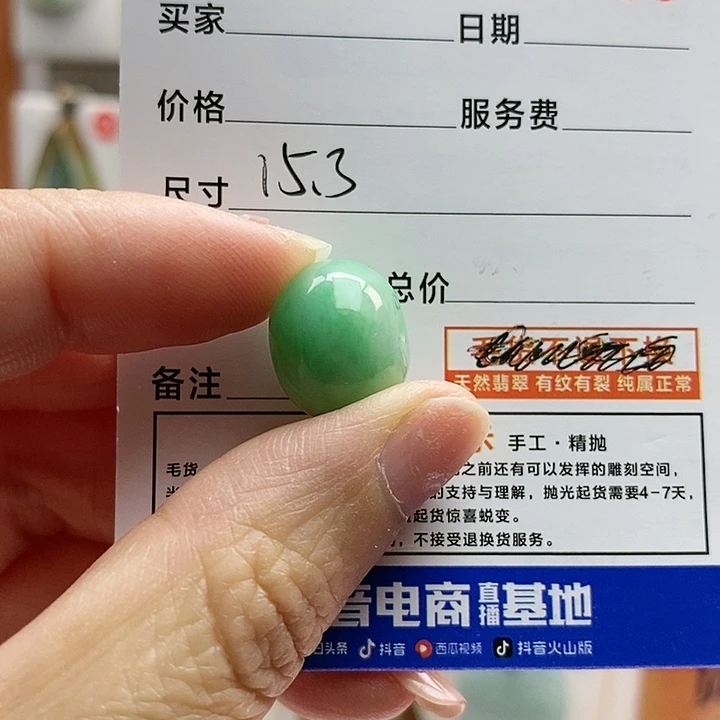 买家 日期
价格 服务费
尺寸 15.3
总价
备注
天然翡翠 有纹有裂 纯属正常
手工·精抛
毛货 之前还有可以发挥的雕刻空间，
的支持与理解，抛光起货需要4-7天，
起货惊喜蜕变。
不接受退换货服务。
音电商 直播 基地
头条 抖音 西瓜视频 抖音火山版